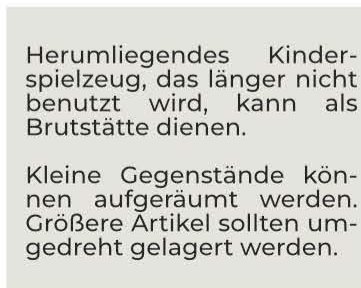 Herumliegendes Kinder-
spielzeug, das länger nicht
benutzt wird, kann als
Brutstätte dienen.
Kleine Gegenstände kön-
nen aufgeräumt werden.
Größere Artikel sollten um-
gedreht gelagert werden.